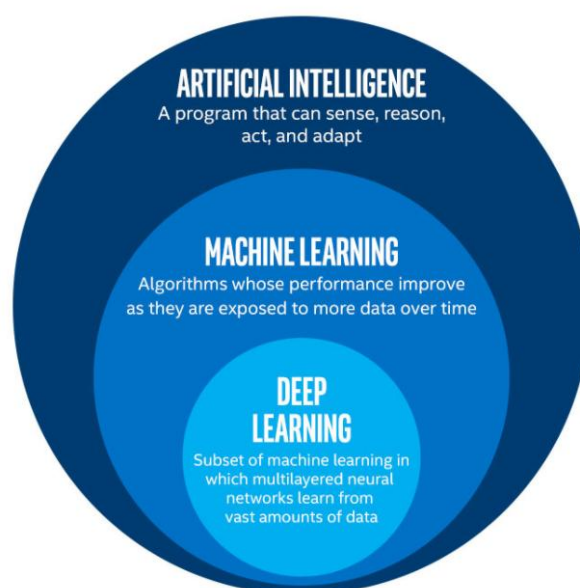 ARTIFICIAL INTELLIGENCE
A program that can sense, reason,
act, and adapt
MACHINE LEARNING
Algorithms whose performance improve
as they are exposed to more data over time
DEEP
LEARNING
Subset of machine learning in
which multilayered neural
networks learn from
vast amounts of data